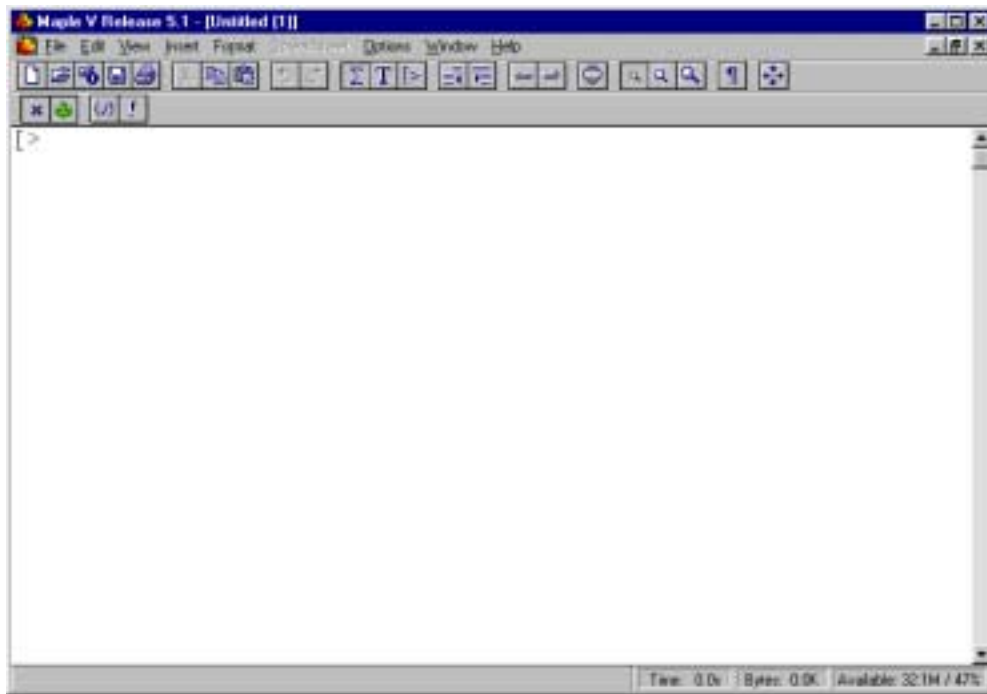 Maple V Release 5.1 - [Untitled (1)]
File Edit View Insert Format Spreadsheet Options Window Help
Σ T [>
(/) !
[ >
Time: 0.0s Bytes: 0.0K Available: 32.1M / 47%